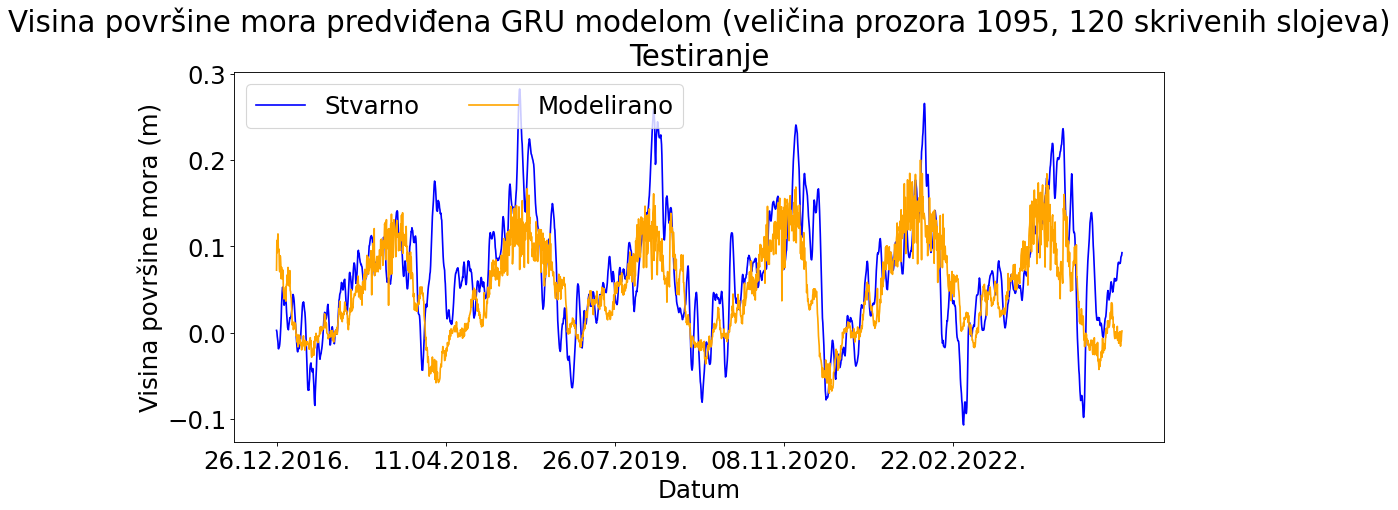 Visina površine mora predviđena GRU modelom (veličina prozora 1095, 120 skrivenih slojeva)
Testiranje
Stvarno Modelirano
Visina površine mora (m)
0.3
0.2
0.1
0.0
−0.1
26.12.2016. 11.04.2018. 26.07.2019. 08.11.2020. 22.02.2022.
Datum